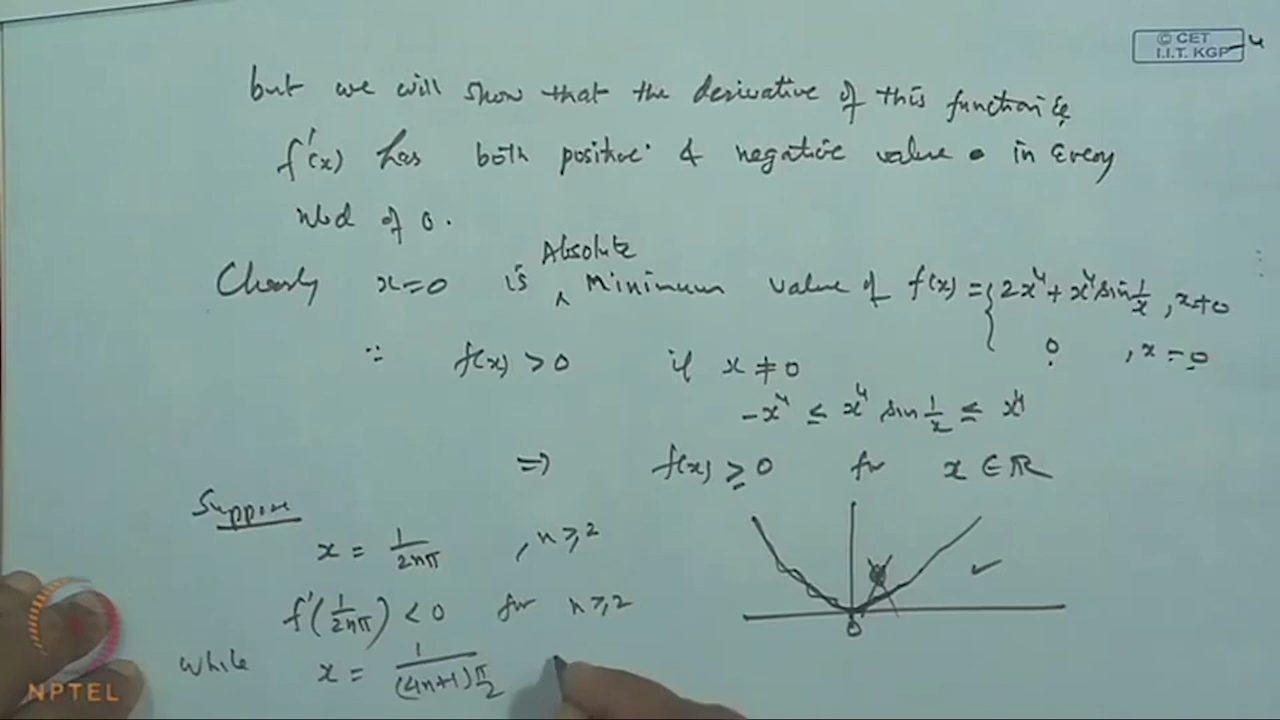 © CET
I.I.T. KGP
4
but we will show that the derivative of this function ie
f'(x) has both positive & negative value in every
nbd of 0.
Clearly x=0 is Absolute Minimum value of f(x) = { 2x⁴ + x⁴ sin 1/x , x≠0
0 , x=0
∵ f(x) > 0 if x ≠ 0
-x⁴ ≤ x⁴ sin 1/x ≤ x⁴
⇒ f(x) ≥ 0 for x ∈ ℝ
Suppose
x = 1/2nπ , n≥2
f'(1/2nπ) < 0 for n≥2
0
while x = 1/(4n+1)π/2
NPTEL